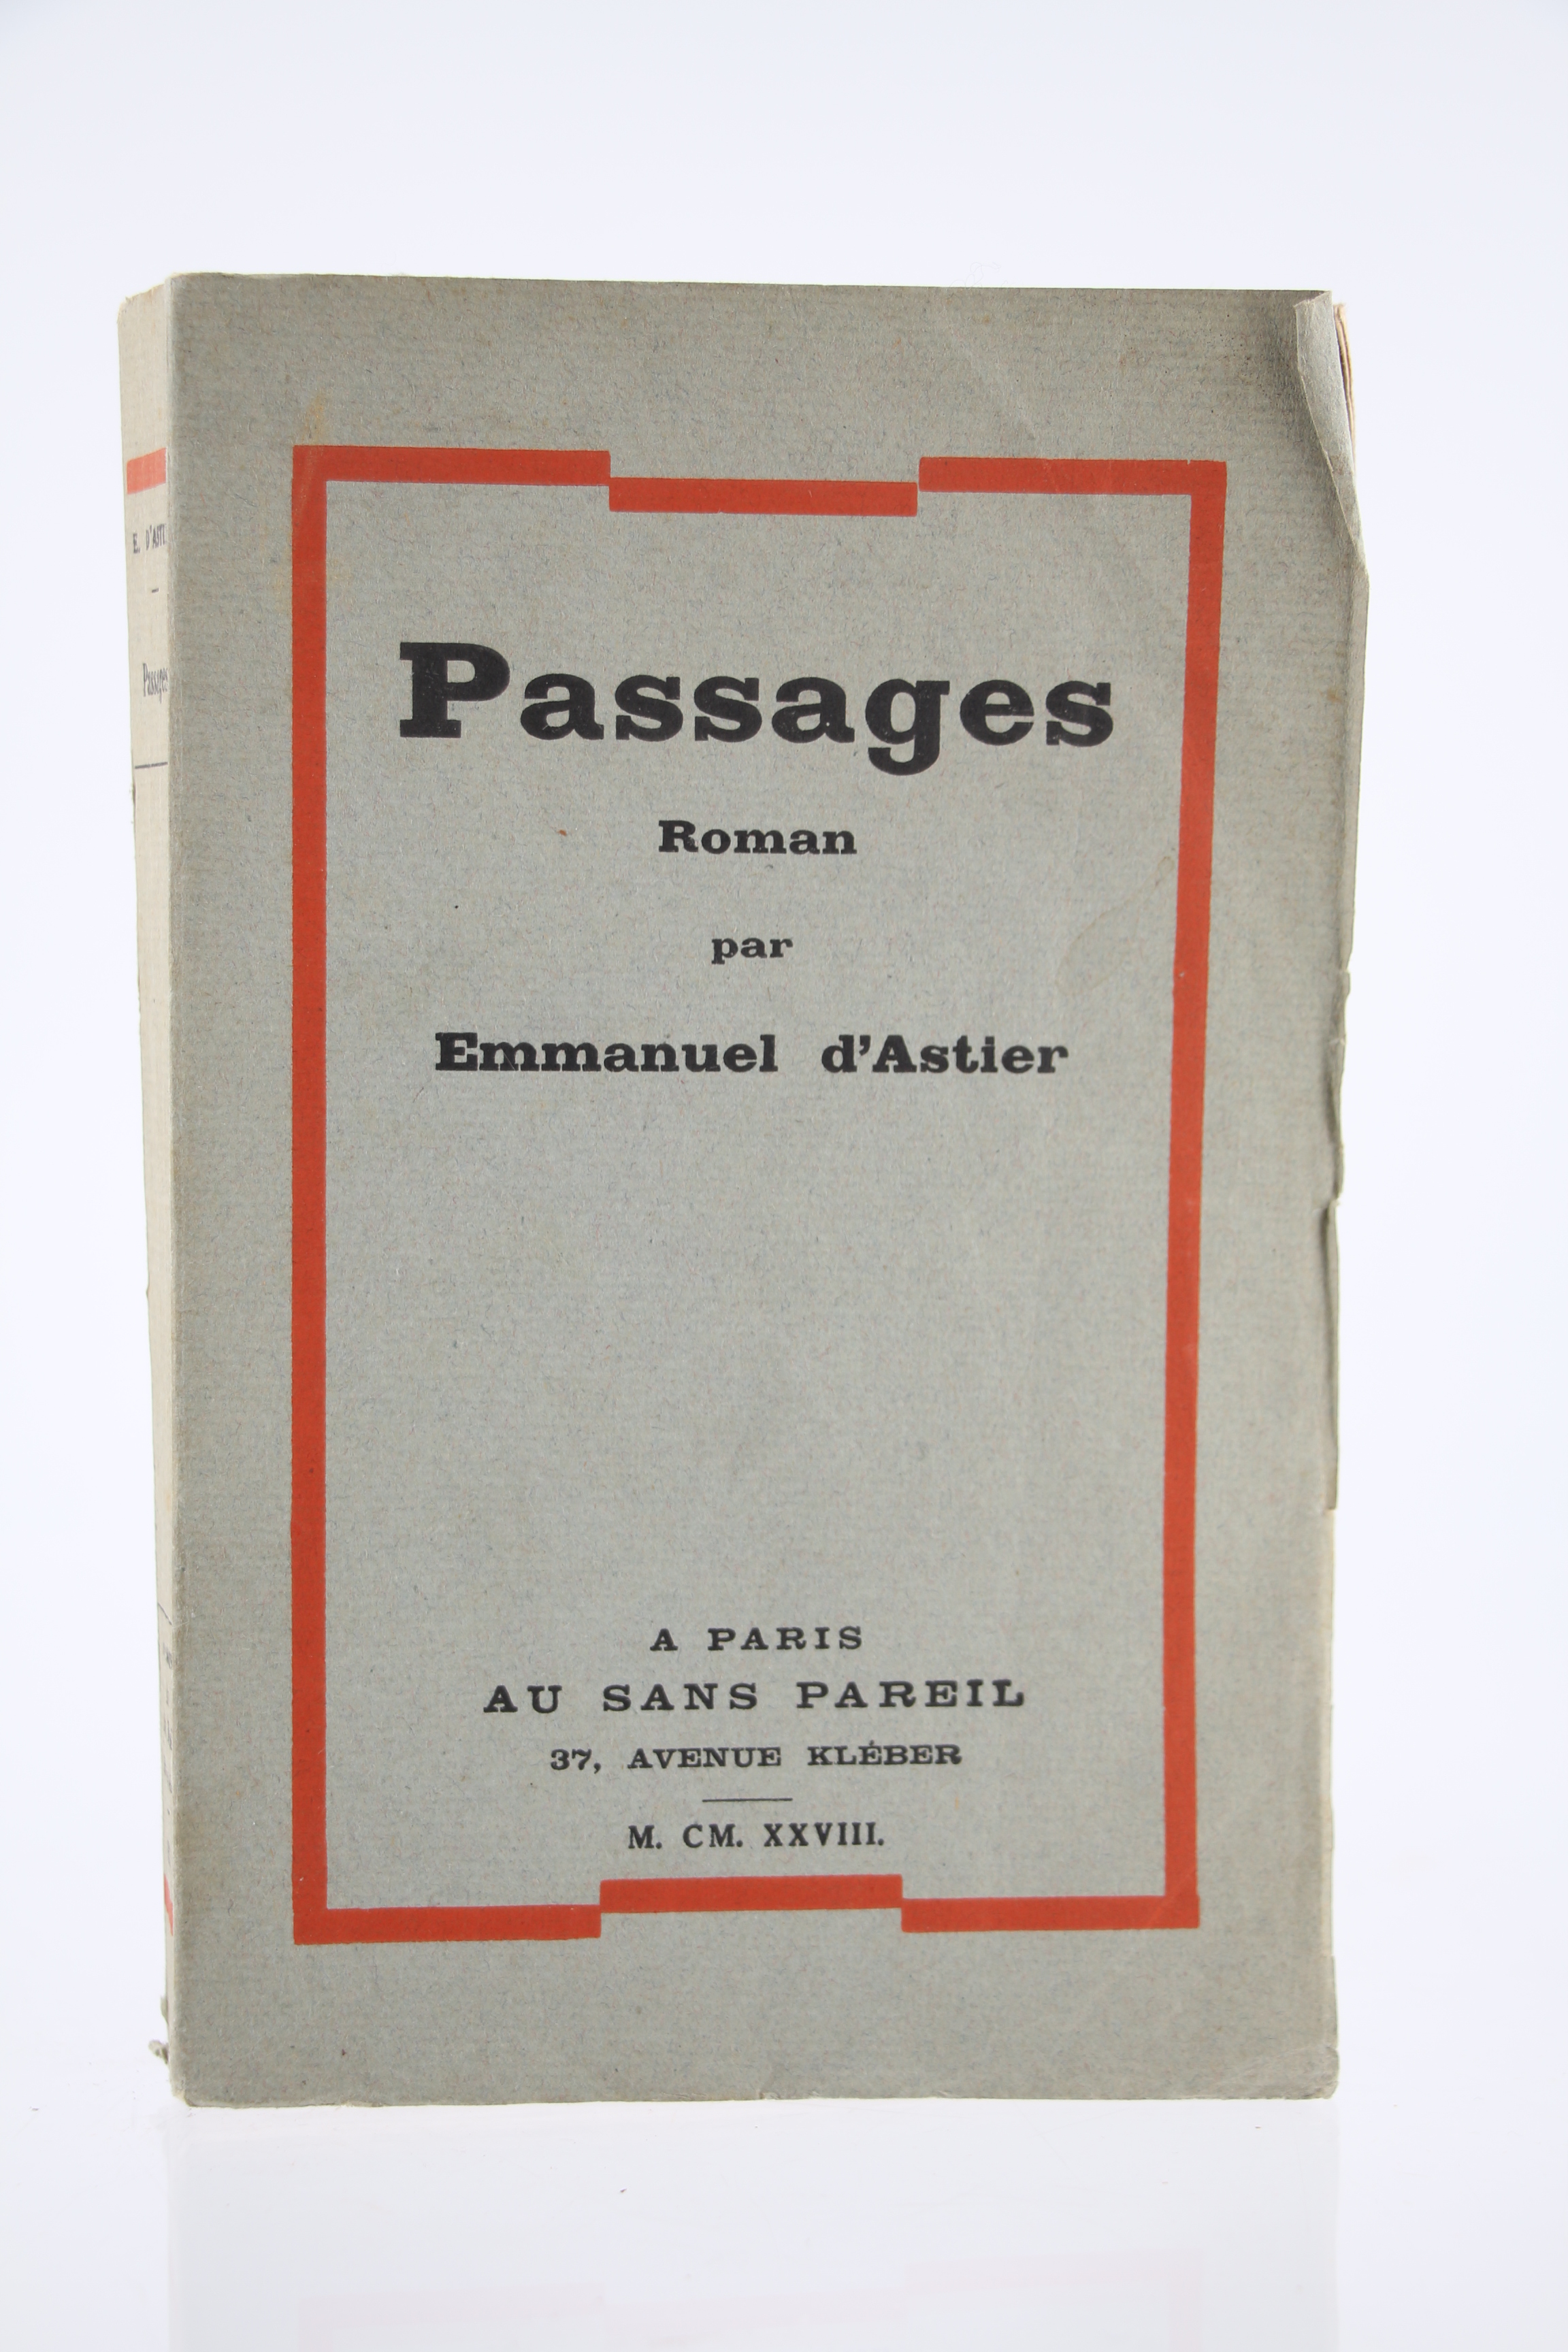 Passages
Roman
par
Emmanuel d'Astier
A PARIS
AU SANS PAREIL
37, AVENUE KLÉBER
M. CM. XXVIII.
E. D'ASTI
Passages